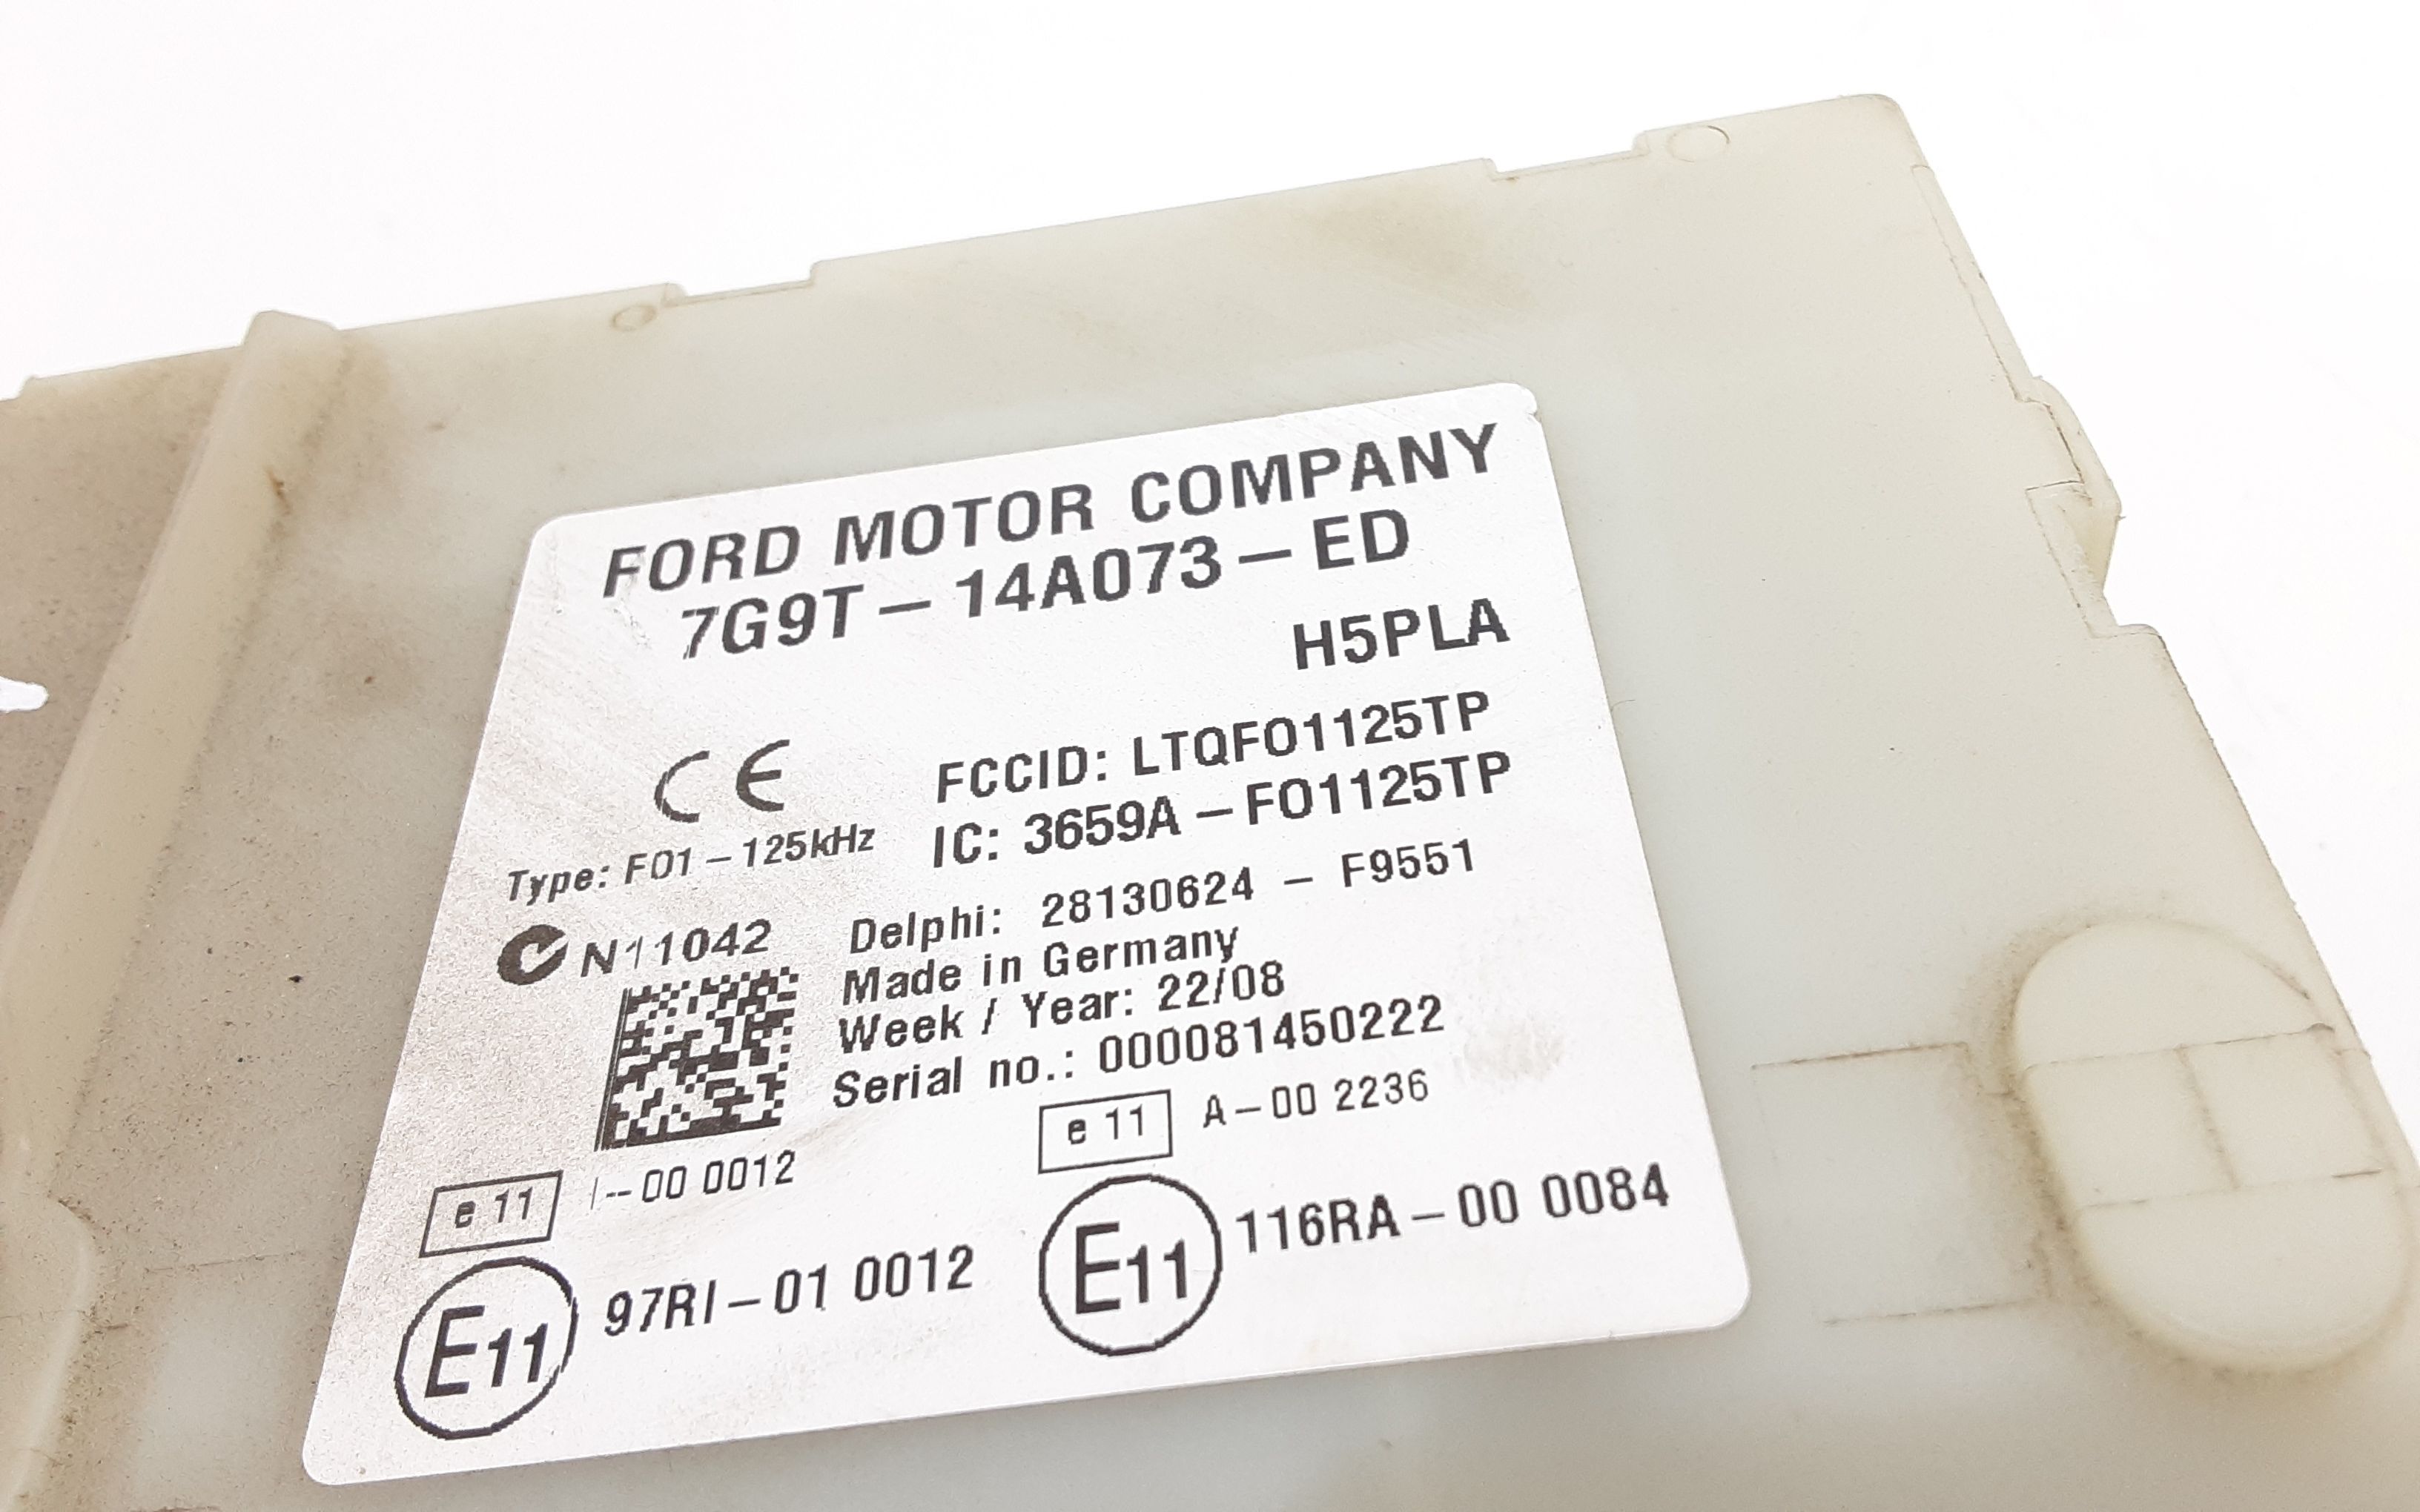 FORD MOTOR COMPANY
7G9T – 14A073 – ED
H5PLA
CE
FCCID: LTQFO1125TP
IC: 3659A – FO1125TP
Type: FO1 – 125kHz
N11042
Delphi: 28130624 – F9551
Made in Germany
Week / Year: 22/08
Serial no.: 000081450222
e 11 A – 00 2236
e 11 I -- 00 0012
E11 97RI – 01 0012
E11 116RA – 00 0084